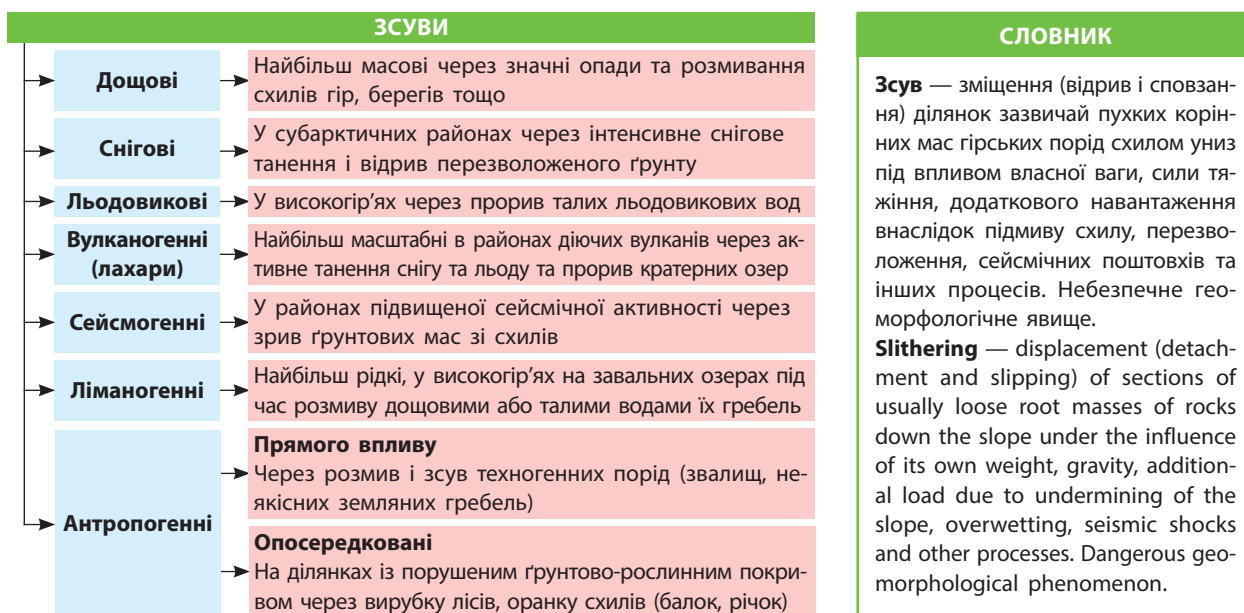 ЗСУВИ
Дощові
Найбільш масові через значні опади та розмивання
схилів гір, берегів тощо
Снігові
У субарктичних районах через інтенсивне снігове
танення і відрив перезволоженого ґрунту
Льодовикові
У високогір'ях через прорив талих льодовикових вод
Вулканогенні
(лахари)
Найбільш масштабні в районах діючих вулканів через ак-
тивне танення снігу та льоду та прорив кратерних озер
Сейсмогенні
У районах підвищеної сейсмічної активності через
зрив ґрунтових мас зі схилів
Ліманогенні
Найбільш рідкі, у високогір'ях на завальних озерах під
час розмиву дощовими або талими водами їх гребель
Антропогенні
Прямого впливу
Через розмив і зсув техногенних порід (звалищ, не-
якісних земляних гребель)
Опосередковані
На ділянках із порушеним ґрунтово-рослинним покри-
вом через вирубку лісів, оранку схилів (балок, річок)
СЛОВНИК
Зсув — зміщення (відрив і сповзан-
ня) ділянок зазвичай пухких корін-
них мас гірських порід схилом униз
під впливом власної ваги, сили тя-
жіння, додаткового навантаження
внаслідок підмиву схилу, перезво-
ложення, сейсмічних поштовхів та
інших процесів. Небезпечне гео-
морфологічне явище.
Slithering — displacement (detach-
ment and slipping) of sections of
usually loose root masses of rocks
down the slope under the influence
of its own weight, gravity, addition-
al load due to undermining of the
slope, overwetting, seismic shocks
and other processes. Dangerous geo-
morphological phenomenon.